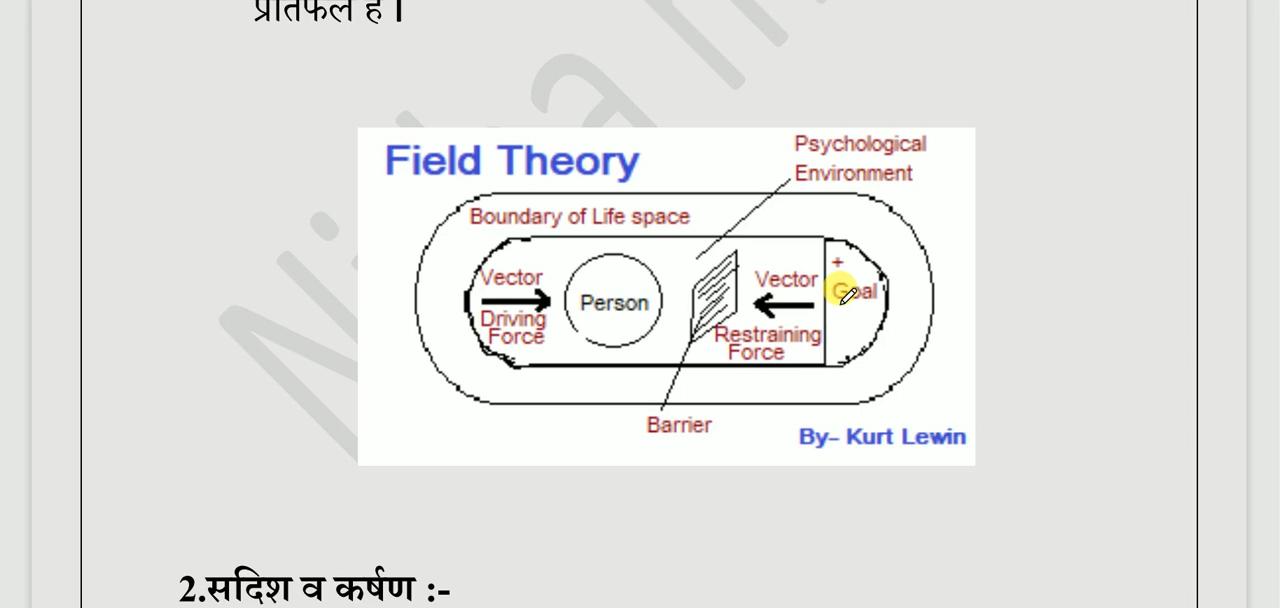 प्रतिफल है I
Field Theory
Psychological
Environment
Boundary of Life space
Vector
Driving
Force
Person
Vector
Restraining
Force
+
Goal
Barrier
By- Kurt Lewin
2.सदिश व कर्षण :-